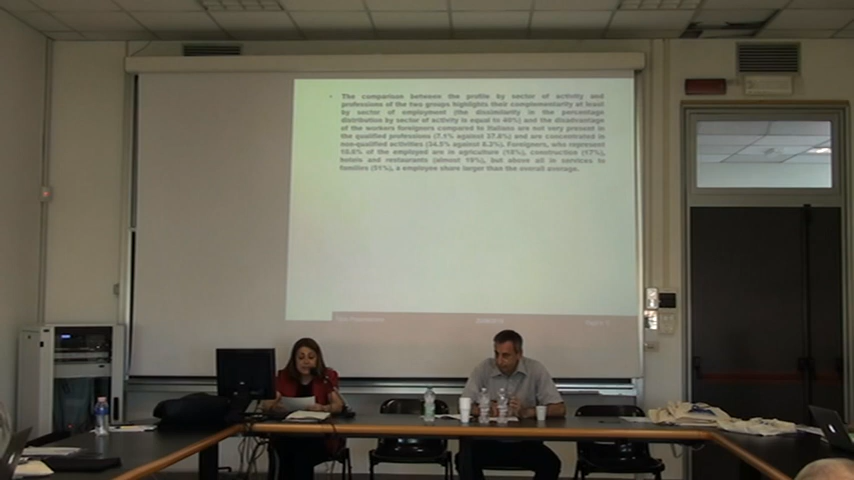 The comparison between the profile by sector of activity and
professions of the two groups highlights their complementarity at least
by sector of employment (the dissimilarity in the percentage
distribution by sector of activity is equal to 40%) and the disadvantage
of the workers foreigners compared to Italians are not very present in
the qualified professions (7.1% against 37.8%) and are concentrated in
non-qualified activities (34.5% against 8.2%). Foreigners, who represent
10.6% of the employed are in agriculture (18%), construction (17%),
hotels and restaurants (almost 19%), but above all in services to
families (51%), a employee share larger than the overall average.